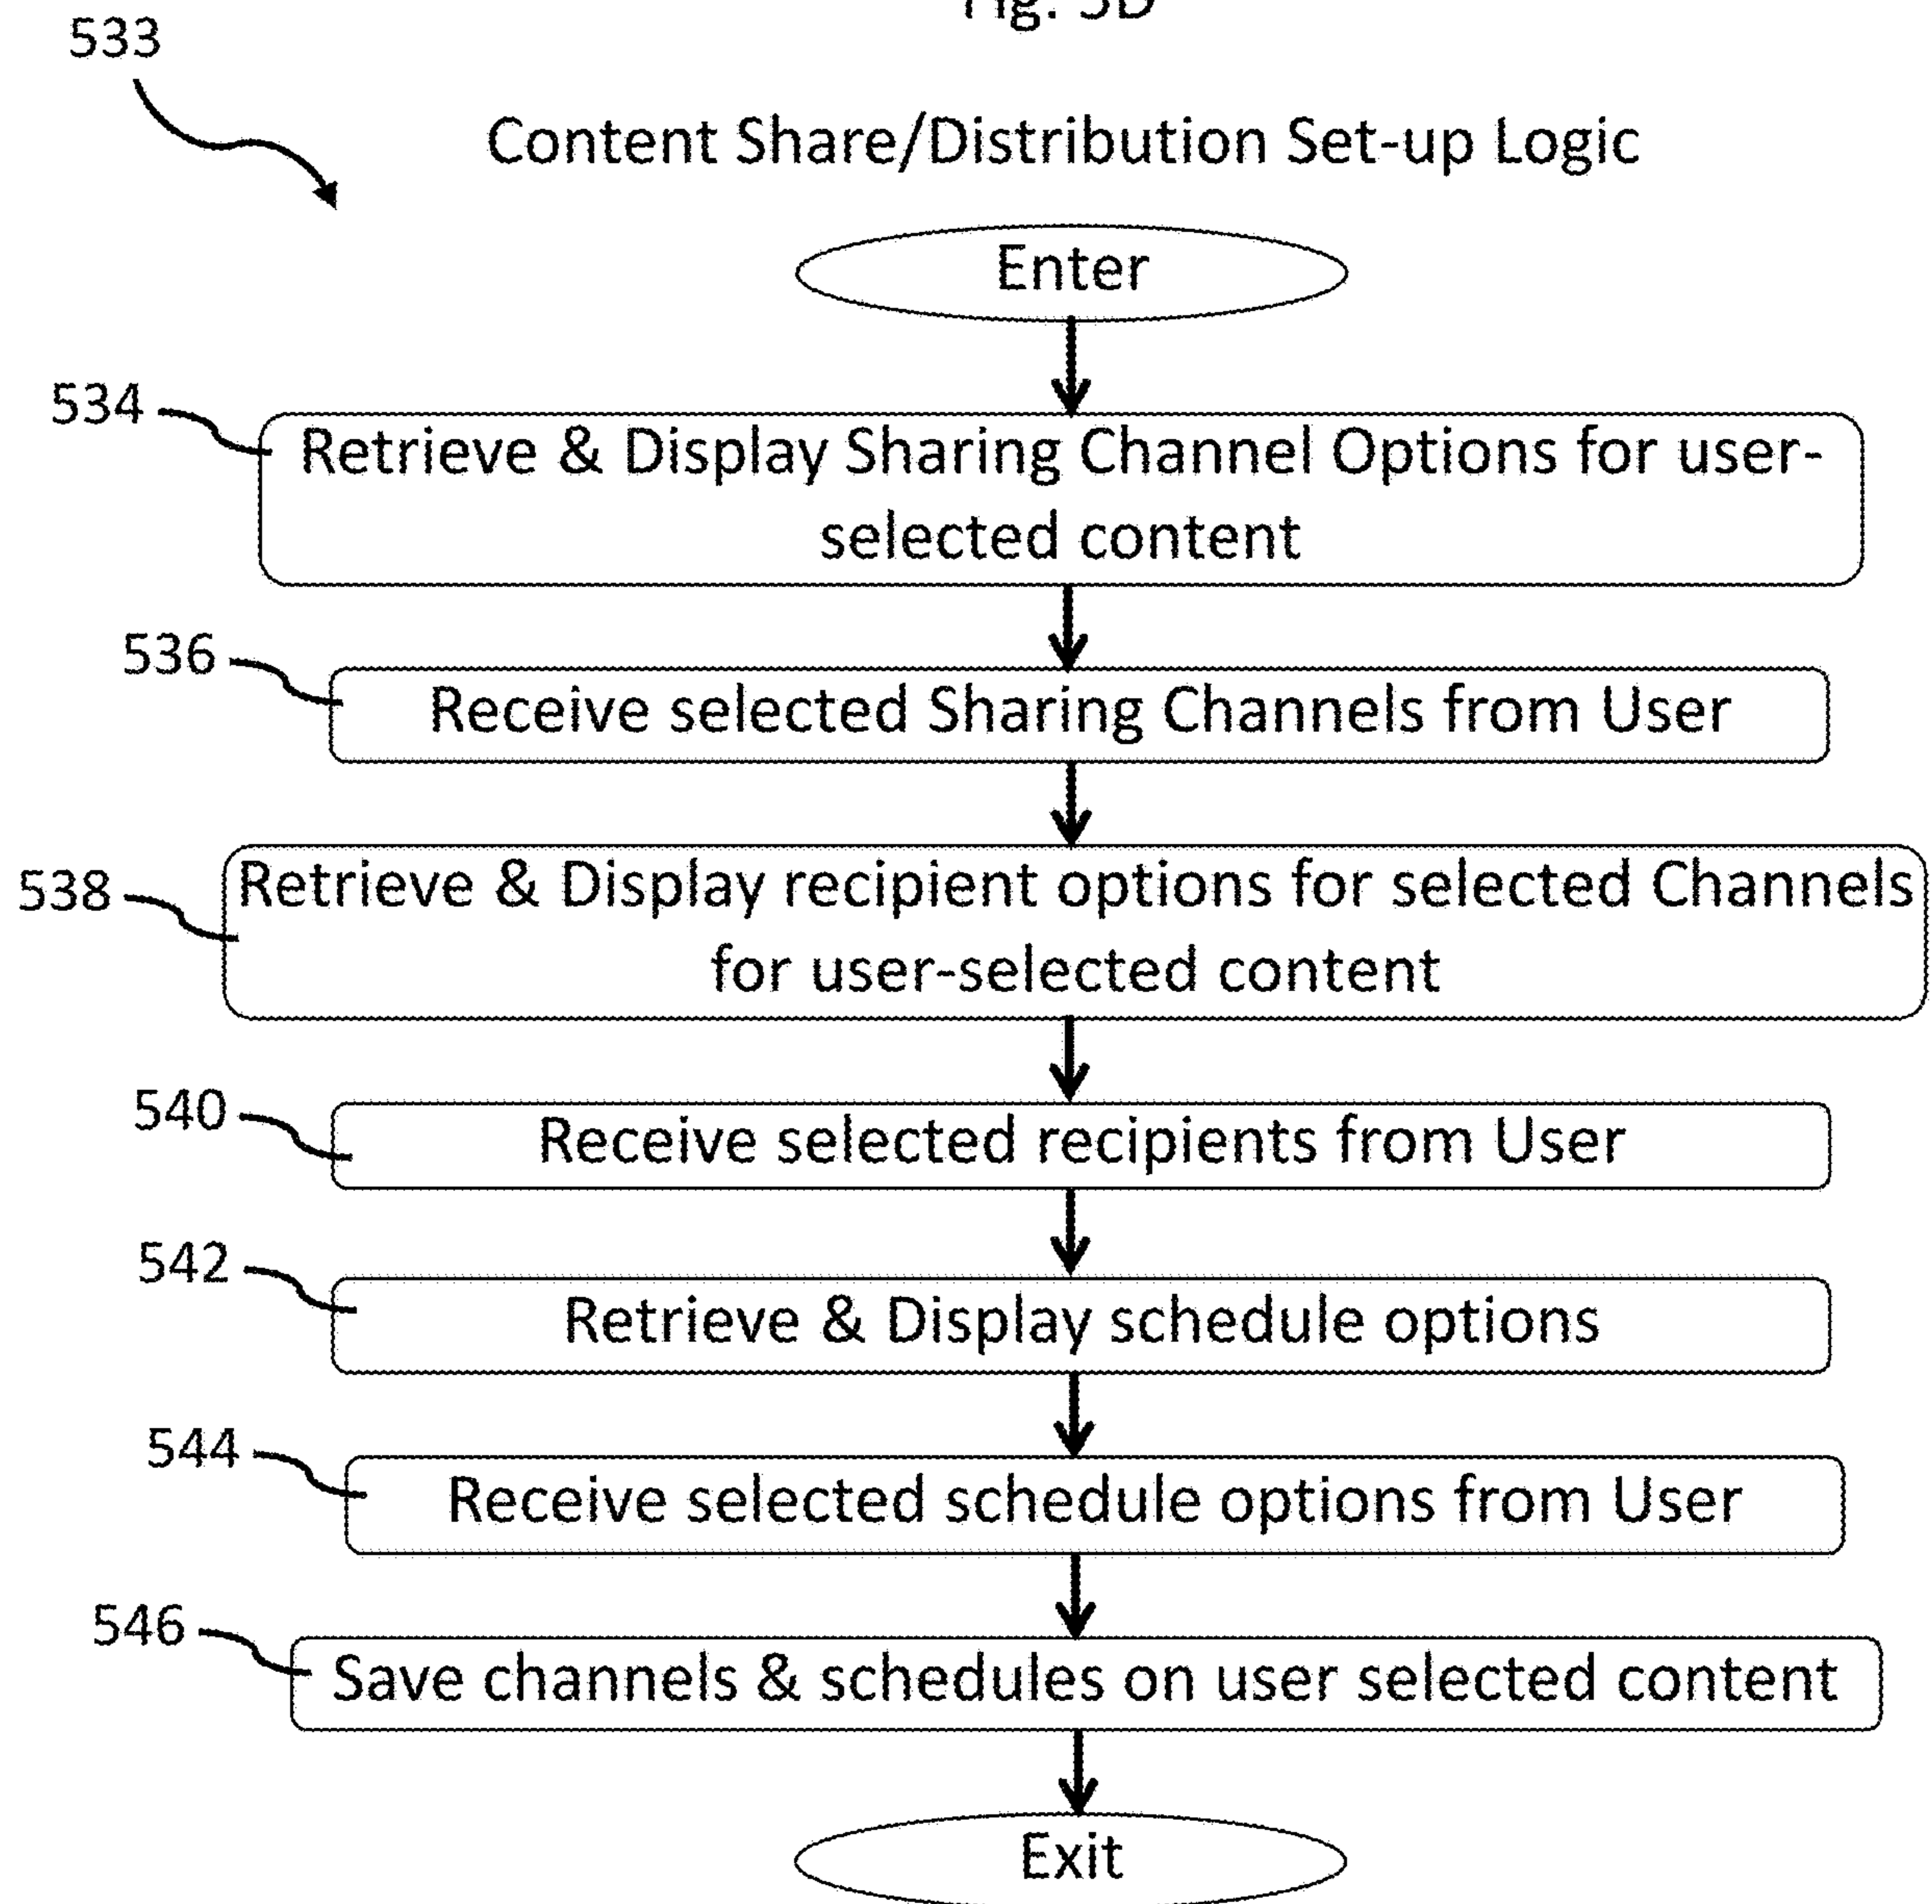 Fig. 5D
533
Content Share/Distribution Set-up Logic
Enter
534
Retrieve & Display Sharing Channel Options for user-
selected content
536
Receive selected Sharing Channels from User
538
Retrieve & Display recipient options for selected Channels
for user-selected content
540
Receive selected recipients from User
542
Retrieve & Display schedule options
544
Receive selected schedule options from User
546
Save channels & schedules on user selected content
Exit